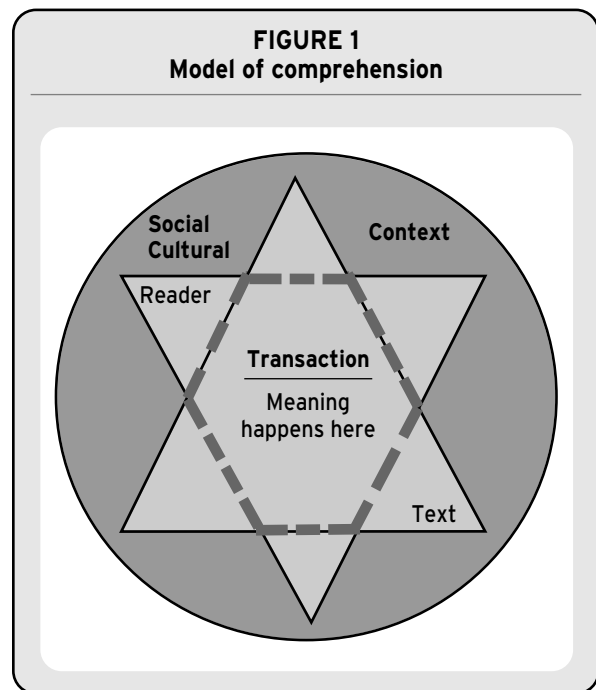 FIGURE 1
Model of comprehension
Social
Cultural
Context
Reader
Transaction
Meaning
happens here
Text